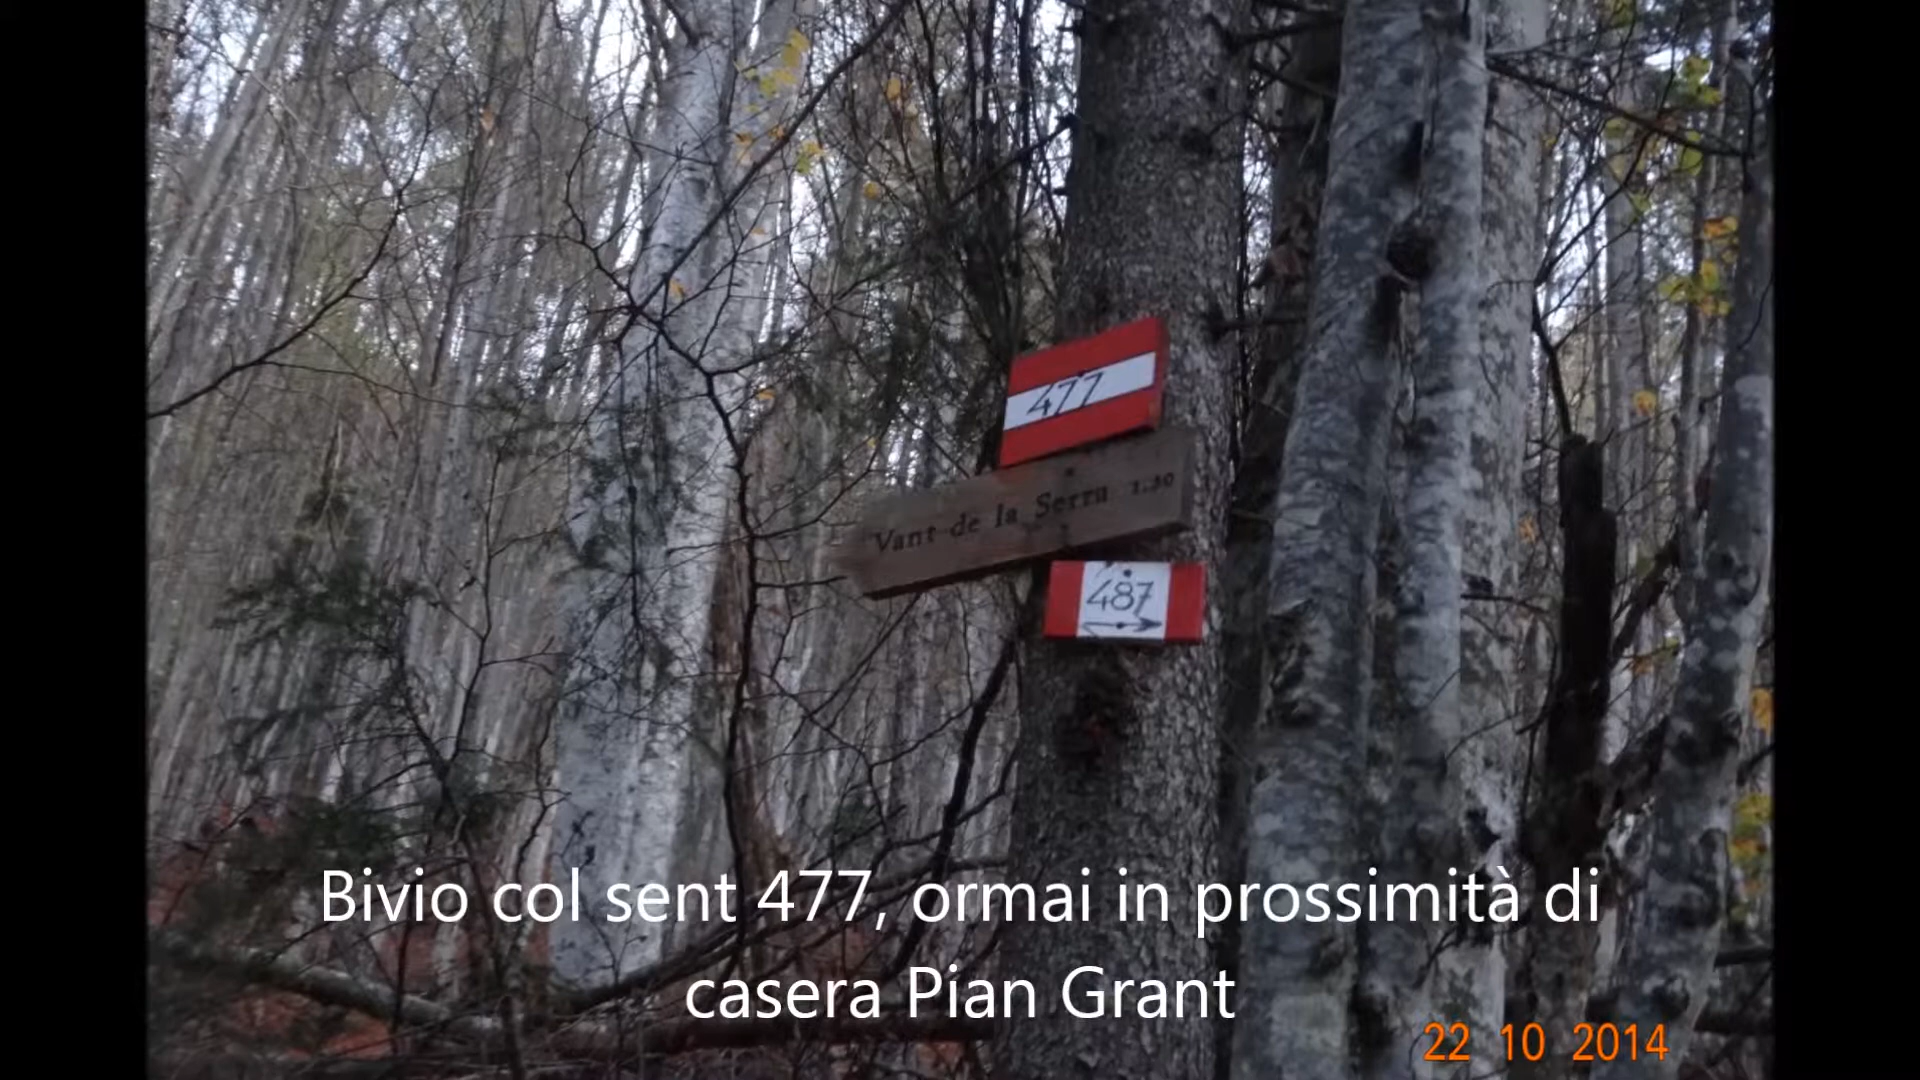 477
Vant de la Serra 1.30
487
Bivio col sent 477, ormai in prossimità di
casera Pian Grant
22 10 2014